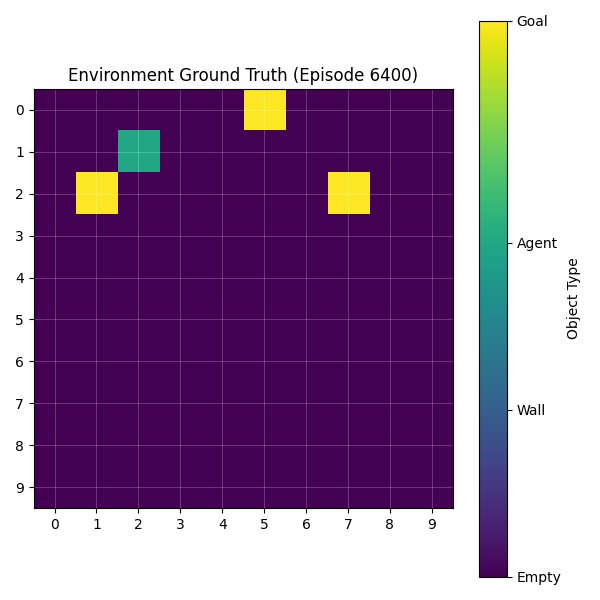 Environment Ground Truth (Episode 6400)
0
1
2
3
4
5
6
7
8
9
0 1 2 3 4 5 6 7 8 9
Goal
Agent
Wall
Empty
Object Type